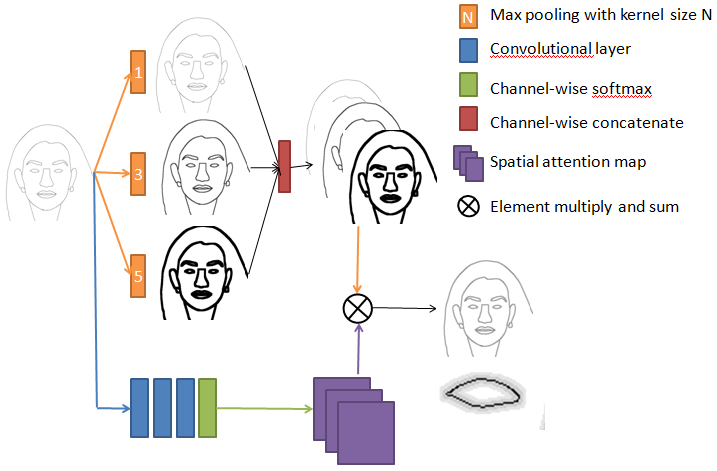 N Max pooling with kernel size N
Convolutional layer
Channel-wise softmax
Channel-wise concatenate
Spatial attention map
Element multiply and sum
1
3
5